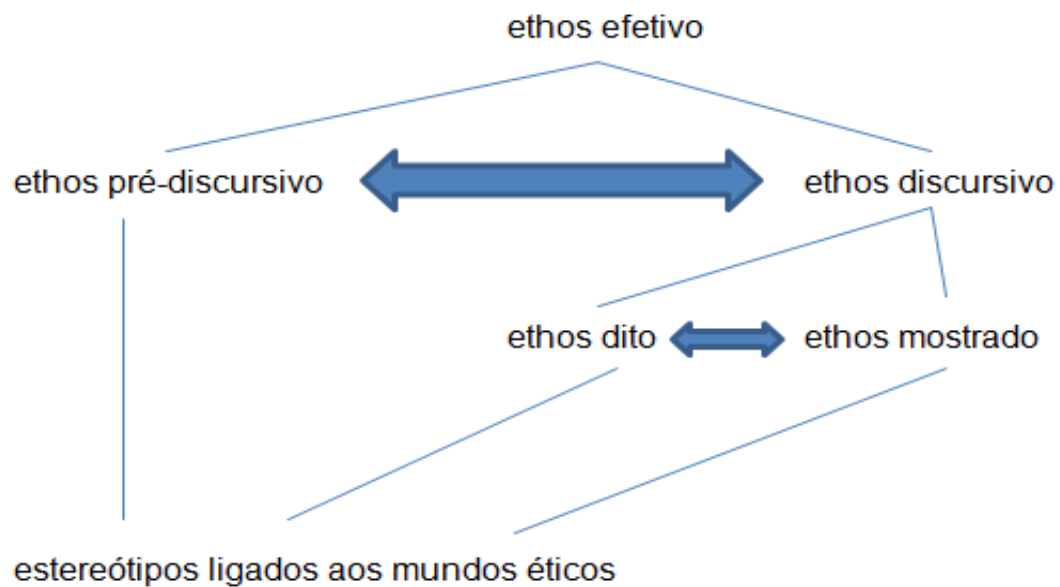 ethos efetivo
ethos pré-discursivo
ethos discursivo
ethos dito
ethos mostrado
estereótipos ligados aos mundos éticos